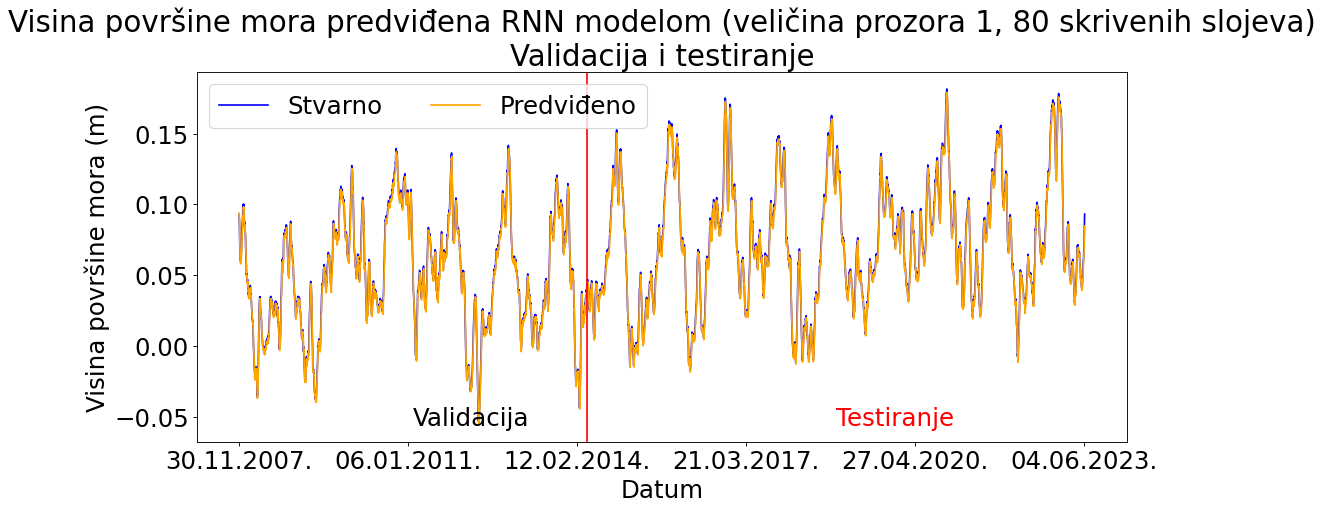 Visina površine mora predviđena RNN modelom (veličina prozora 1, 80 skrivenih slojeva)
Validacija i testiranje
Stvarno Predviđeno
Visina površine mora (m)
0.15
0.10
0.05
0.00
−0.05
Validacija Testiranje
30.11.2007. 06.01.2011. 12.02.2014. 21.03.2017. 27.04.2020. 04.06.2023.
Datum